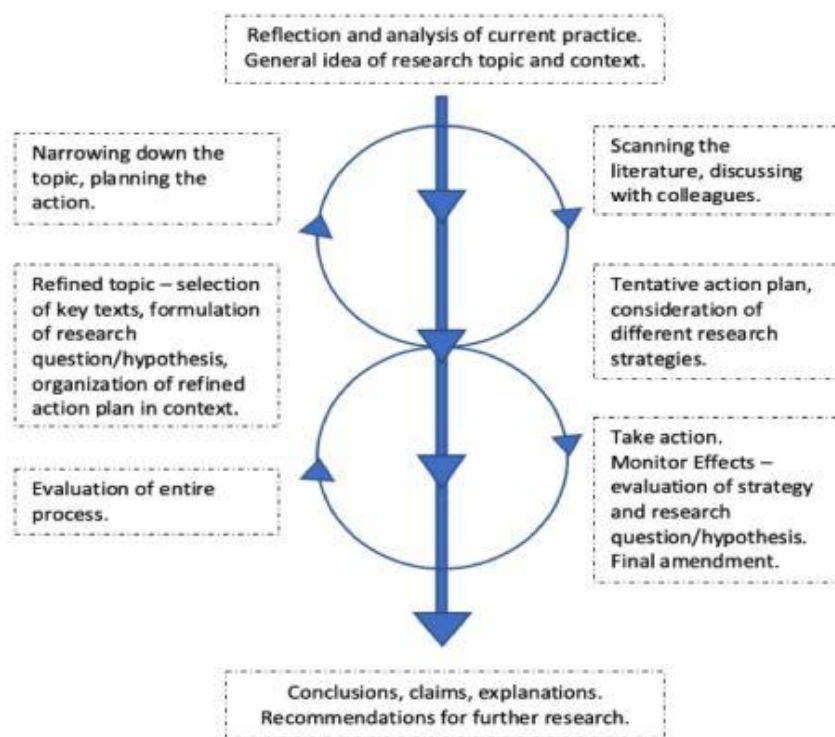 Reflection and analysis of current practice.
General idea of research topic and context.
Narrowing down the
topic, planning the
action.
Scanning the
literature, discussing
with colleagues.
Refined topic – selection
of key texts, formulation
of research
question/hypothesis,
organization of refined
action plan in context.
Tentative action plan,
consideration of
different research
strategies.
Evaluation of entire
process.
Take action.
Monitor Effects –
evaluation of strategy
and research
question/hypothesis.
Final amendment.
Conclusions, claims, explanations.
Recommendations for further research.